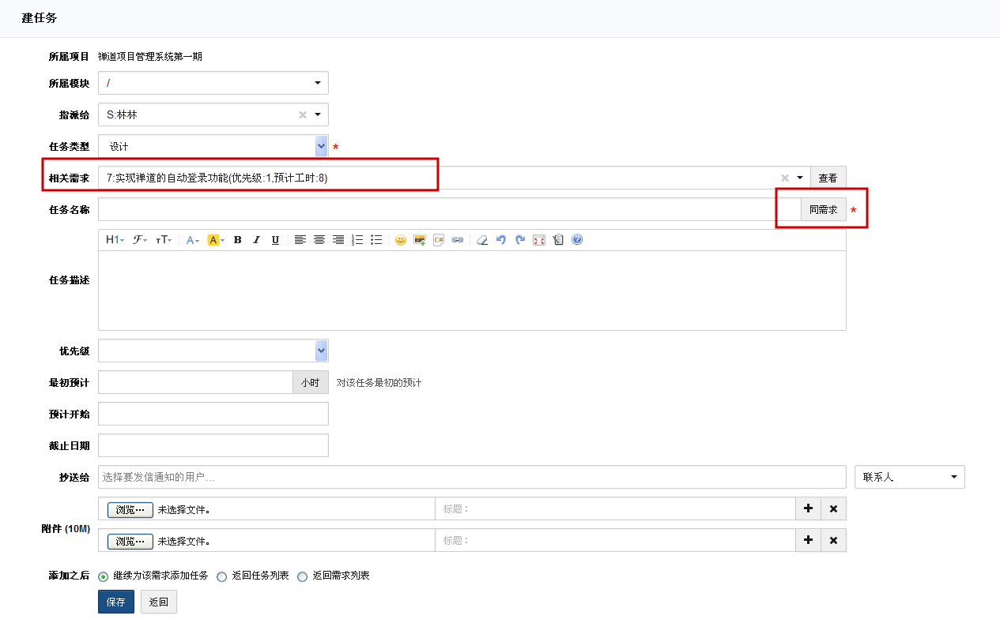 建任务
所属项目 禅道项目管理系统第一期
所属模块 /
指派给 S:林林
任务类型 设计 *
相关需求 7:实现禅道的自动登录功能(优先级:1,预计工时:8) 查看
任务名称 同需求 *
H1 F тT A A B I U C#
任务描述
优先级
最初预计 小时 对该任务最初的预计
预计开始
截止日期
抄送给 选择要发信通知的用户... 联系人
浏览… 未选择文件。 标题：
附件 (10M)
浏览… 未选择文件。 标题：
添加之后 继续为该需求添加任务 返回任务列表 返回需求列表
保存 返回